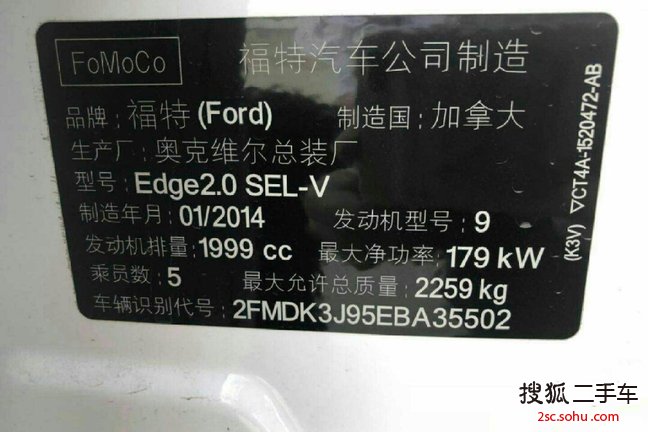 FoMoCo 福特汽车公司制造
品牌:福特(Ford) 制造国:加拿大
生产厂:奥克维尔总装厂
型号:Edge2.0 SEL-V
制造年月:01/2014 发动机型号:9
发动机排量:1999 cc 最大净功率:179 kW
乘员数:5 最大允许总质量:2259 kg
车辆识别代号:2FMDK3J95EBA35502
(K3V) ▽CT4A-1520472-AB
搜狐二手车
2sc.sohu.com